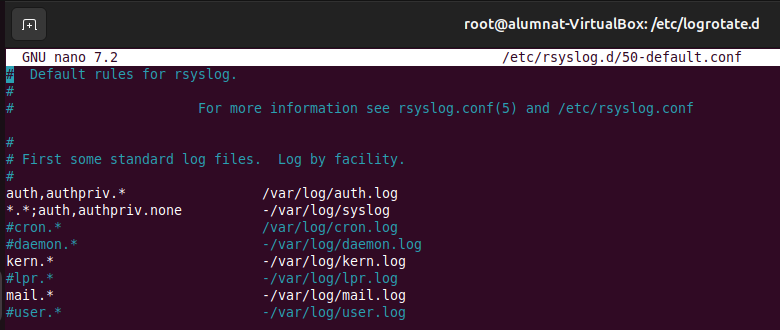 root@alumnat-VirtualBox: /etc/logrotate.d
GNU nano 7.2 /etc/rsyslog.d/50-default.conf
#  Default rules for rsyslog.
#
# For more information see rsyslog.conf(5) and /etc/rsyslog.conf
#
# First some standard log files.  Log by facility.
#
auth,authpriv.* /var/log/auth.log
*.*;auth,authpriv.none -/var/log/syslog
#cron.* /var/log/cron.log
#daemon.* -/var/log/daemon.log
kern.* -/var/log/kern.log
#lpr.* -/var/log/lpr.log
mail.* -/var/log/mail.log
#user.* -/var/log/user.log